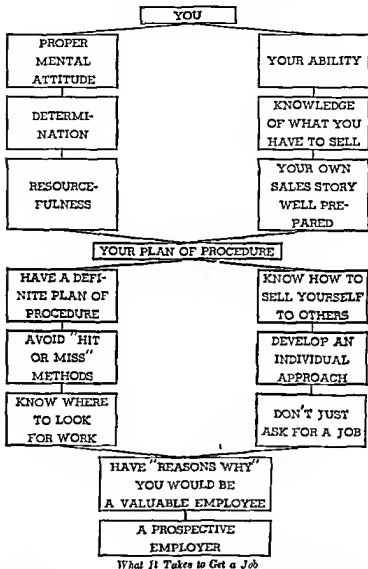 YOU
PROPER
MENTAL
ATTITUDE
DETERMI-
NATION
RESOURCE-
FULNESS
YOUR ABILITY
KNOWLEDGE
OF WHAT YOU
HAVE TO SELL
YOUR OWN
SALES STORY
WELL PRE-
PARED
YOUR PLAN OF PROCEDURE
HAVE A DEFI-
NITE PLAN OF
PROCEDURE
AVOID "HIT
OR MISS"
METHODS
KNOW WHERE
TO LOOK
FOR WORK
KNOW HOW TO
SELL YOURSELF
TO OTHERS
DEVELOP AN
INDIVIDUAL
APPROACH
DON'T JUST
ASK FOR A JOB
HAVE "REASONS WHY"
YOU WOULD BE
A VALUABLE EMPLOYEE
A PROSPECTIVE
EMPLOYER
What It Takes to Get a Job